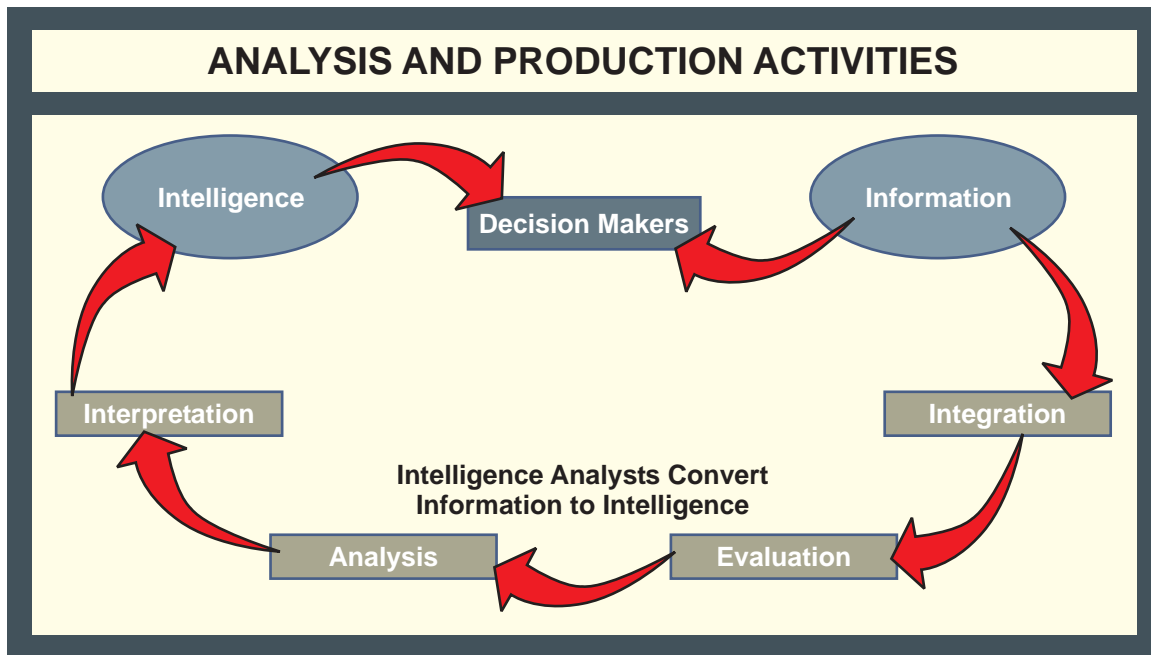 ANALYSIS AND PRODUCTION ACTIVITIES
Intelligence
Decision Makers
Information
Interpretation
Integration
Intelligence Analysts Convert
Information to Intelligence
Analysis
Evaluation